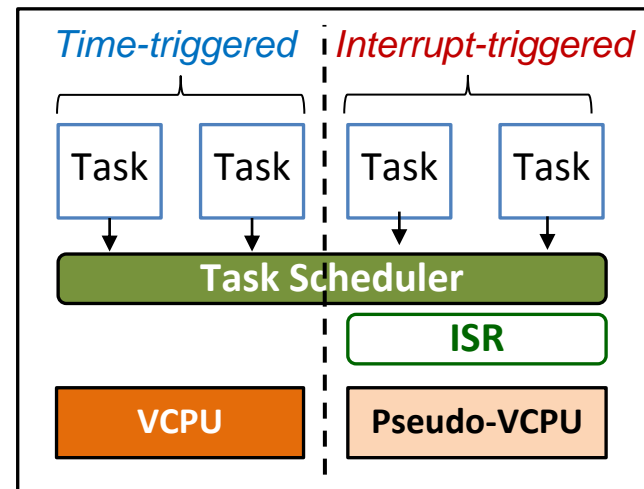 Time-triggered Interrupt-triggered
Task Task Task Task
Task Scheduler
ISR
VCPU Pseudo-VCPU